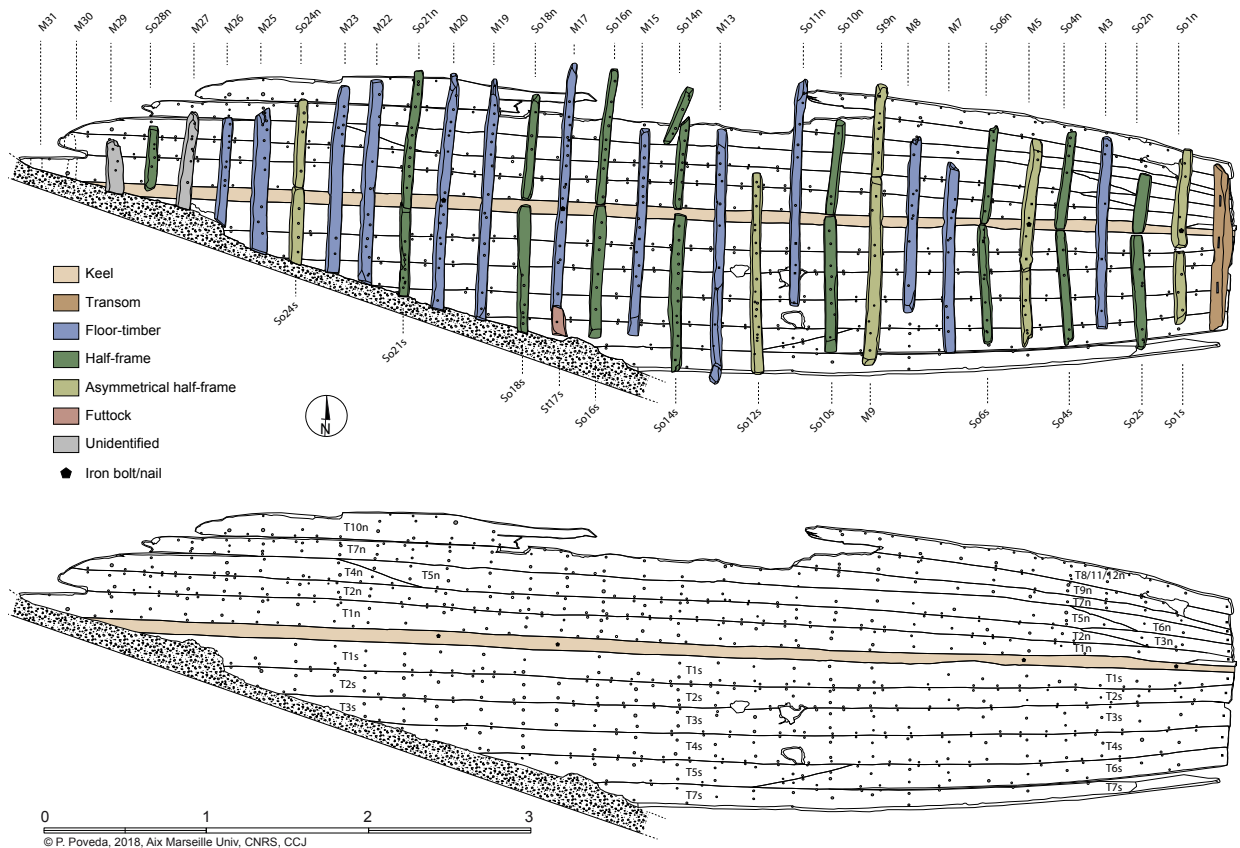 M31 M30 M29 So28n M27 M26 M25 So24n M23 M22 So21n M20 M19 So18n M17 So16n M15 So14n M13 So11n So10n St9n M8 M7 So6n M5 So4n M3 So2n So1n
Keel
Transom
Floor-timber
Half-frame
Asymmetrical half-frame
Futtock
Unidentified
Iron bolt/nail
N
So24s So21s So18s St17s So16s So14s So12s So10s M9 So6s So4s So2s So1s
T10n
T7n
T4n T5n
T2n
T1n
T8/11/12n
T9n
T7n
T5n T6n
T2n T3n
T1n
T1s T1s T1s
T2s T2s T2s
T3s T3s T3s
T4s T4s
T5s T6s
T7s T7s
0 1 2 3
© P. Poveda, 2018, Aix Marseille Univ, CNRS, CCJ